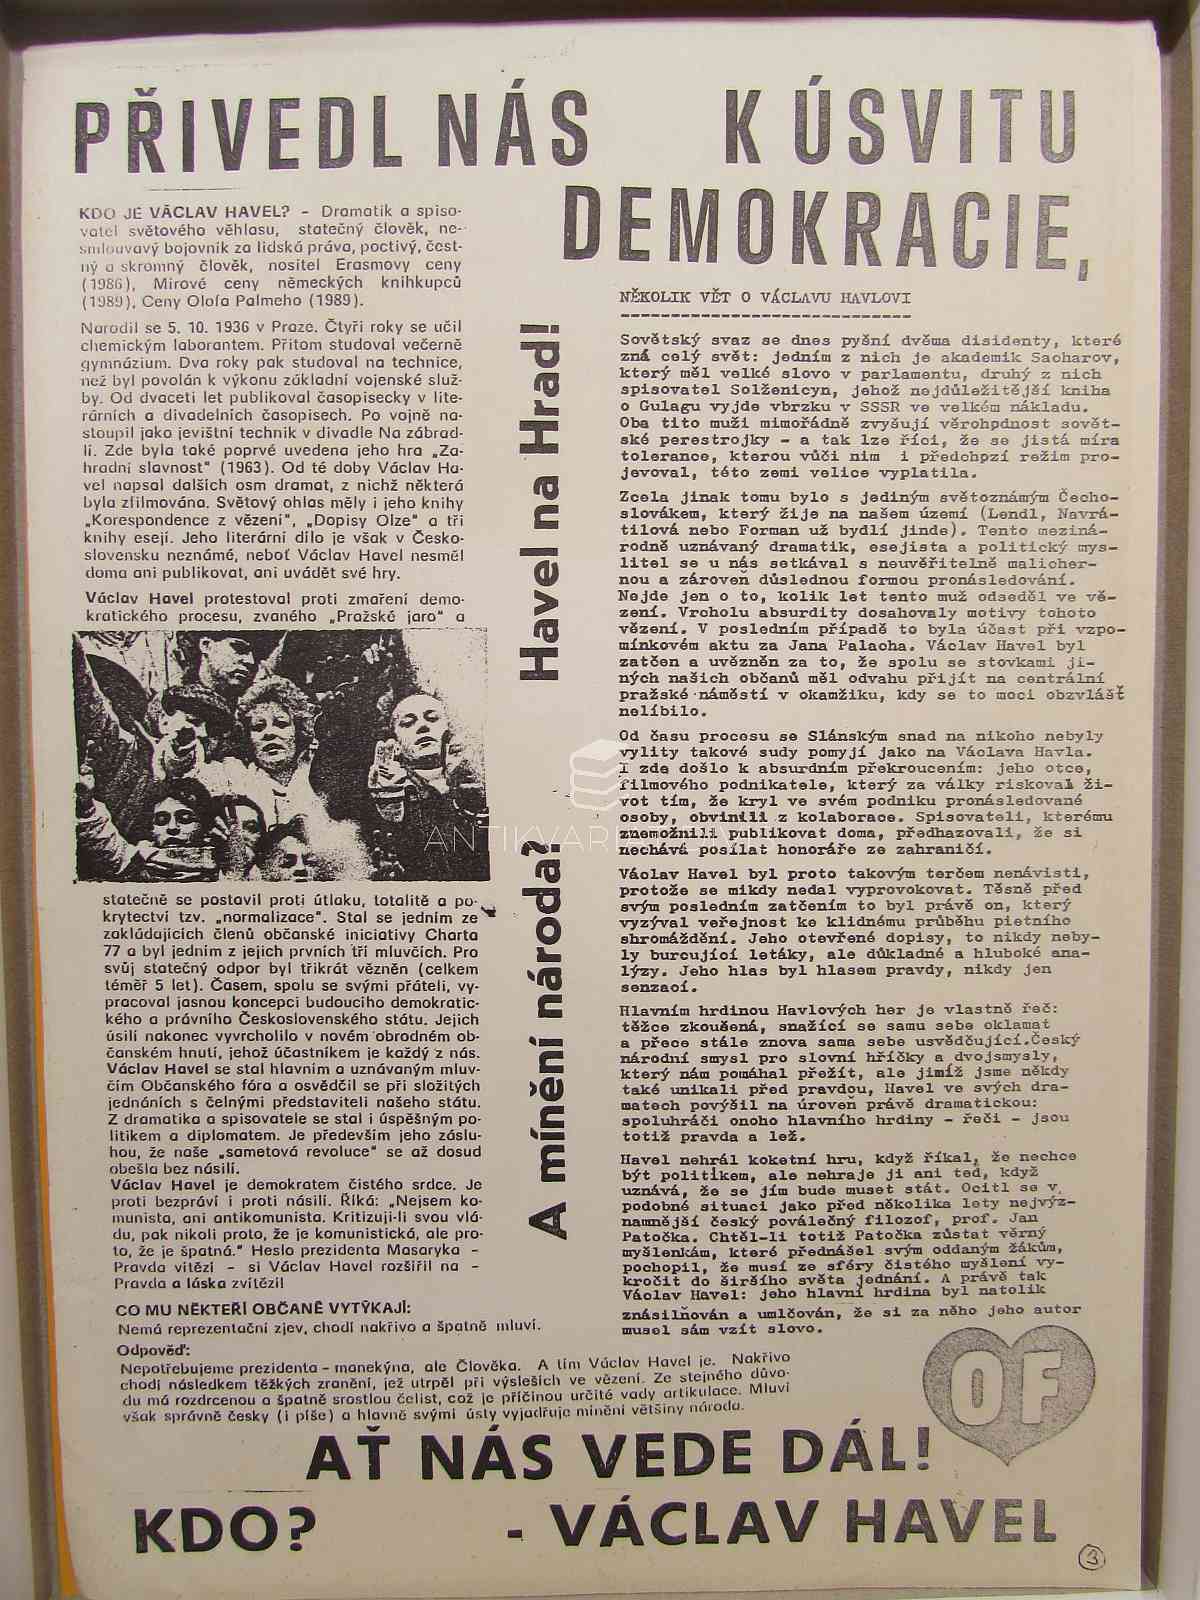 PŘIVEDL NÁS K ÚSVITU
DEMOKRACIE,
KDO JE VÁCLAV HAVEL? - Dramatik a spiso-
vatel světového věhlasu, statečný člověk, ne-
smlouvavý bojovník za lidská práva, poctivý, čest-
ný a skromný člověk, nositel Erasmovy ceny
(1986), Mírové ceny německých knihkupců
(1989), Ceny Olofa Palmeho (1989).
Narodil se 5. 10. 1936 v Praze. Čtyři roky se učil
chemickým laborantem. Přitom studoval večerně
gymnázium. Dva roky pak studoval na technice,
než byl povolán k výkonu základní vojenské služ-
by. Od dvaceti let publikoval časopisecky v lite-
rárních a divadelních časopisech. Po vojně na-
stoupil jako jevištní technik v divadle Na zábrad-
lí. Zde byla také poprvé uvedena jeho hra „Za-
hradní slavnost“ (1963). Od té doby Václav Ha-
vel napsal dalších osm dramat, z nichž některá
byla zfilmována. Světový ohlas měly i jeho knihy
„Korespondence z vězení“, „Dopisy Olze“ a tři
knihy esejí. Jeho literární dílo je však v Česko-
slovensku neznámé, neboť Václav Havel nesměl
doma ani publikovat, ani uvádět své hry.
Václav Havel protestoval proti zmaření demo-
kratického procesu, zvaného „Pražské jaro“ a
statečně se postavil proti útlaku, totalitě a po-
krytectví tzv. „normalizace“. Stal se jedním ze
zakládajících členů občanské iniciativy Charta
77 a byl jedním z jejich prvních tří mluvčích. Pro
svůj statečný odpor byl třikrát vězněn (celkem
téměř 5 let). Časem, spolu se svými přáteli, vy-
pracoval jasnou koncepci budoucího demokratic-
kého a právního Československého státu. Jejich
úsilí nakonec vyvrcholilo v novém obrodném ob-
čanském hnutí, jehož účastníkem je každý z nás.
Václav Havel se stal hlavním a uznávaným mluv-
čím Občanského fóra a osvědčil se při složitých
jednáních s čelnými představiteli našeho státu.
Z dramatika a spisovatele se stal i úspěšným po-
litikem a diplomatem. Je především jeho záslu-
hou, že naše „sametová revoluce“ se až dosud
obešla bez násilí.
Václav Havel je demokratem čistého srdce. Je
proti bezpráví i proti násilí. Říká: „Nejsem ko-
munista, ani antikomunista. Kritizuji-li svou vlá-
du, pak nikoli proto, že je komunistická, ale pro-
to, že je špatná.“ Heslo prezidenta Masaryka -
Pravda vítězí - si Václav Havel rozšířil na -
Pravda a láska zvítězí!
CO MU NĚKTEŘÍ OBČANÉ VYTÝKAJÍ:
Nemá reprezentační zjev, chodí nakřivo a špatně mluví.
Odpověď:
Nepotřebujeme prezidenta - manekýna, ale Člověka. A tím Václav Havel je. Nakřivo
chodí následkem těžkých zranění, jež utrpěl při výsleších ve vězení. Ze stejného důvo-
du má rozdrcenou a špatně srostlou čelist, což je příčinou určité vady artikulace. Mluví
však správně česky (i píše) a hlavně svými ústy vyjadřuje mínění většiny národa.
Havel na Hrad!
A mínění národa?
NĚKOLIK VĚT O VÁCLAVU HAVLOVI
Sovětský svaz se dnes pyšní dvěma disidenty, které
zná celý svět: jedním z nich je akademik Sacharov,
který měl velké slovo v parlamentu, druhý z nich
spisovatel Solženicyn, jehož nejdůležitější kniha
o Gulagu vyjde vbrzku v SSSR ve velkém nákladu.
Oba tito muži mimořádně zvyšují věrohpdnost sovět-
ské perestrojky - a tak lze říci, že se jistá míra
tolerance, kterou vůči nim i předchpzí režim pro-
jevoval, této zemi velice vyplatila.
Zcela jinak tomu bylo s jediným světoznámým Čecho-
slovákem, který žije na našem území (Lendl, Navrá-
tilová nebo Forman už bydlí jinde). Tento meziná-
rodně uznávaný dramatik, esejista a politický mys-
litel se u nás setkával s neuvěřitelně malicher-
nou a zároveň důslednou formou pronásledování.
Nejde jen o to, kolik let tento muž odseděl ve vě-
zení. Vrcholu absurdity dosahovaly motivy tohoto
vězení. V posledním případě to byla účast při vzpo-
mínkovém aktu za Jana Palacha. Václav Havel byl
zatčen a uvězněn za to, že spolu se stovkami ji-
ných našich občanů měl odvahu přijít na centrální
pražské náměstí v okamžiku, kdy se to moci obzvlášť
nelíbilo.
Od času procesu se Slánským snad na nikoho nebyly
vylity takové sudy pomyjí jako na Václava Havla.
I zde došlo k absurdním překroucením: jeho otce,
filmového podnikatele, který za války riskoval ži-
vot tím, že kryl ve svém podniku pronásledované
osoby, obvinili z kolaborace. Spisovateli, kterému
znemožnili publikovat doma, předhazovali, že si
nechává posílat honoráře ze zahraničí.
Václav Havel byl proto takovým terčem nenávisti,
protože se nikdy nedal vyprovokovat. Těsně před
svým posledním zatčením to byl právě on, který
vyzýval veřejnost ke klidnému průběhu pietního
shromáždění. Jeho otevřené dopisy, to nikdy neby-
ly burcující letáky, ale důkladné a hluboké ana-
lýzy. Jeho hlas byl hlasem pravdy, nikdy jen
senzací.
Hlavním hrdinou Havlových her je vlastně řeč:
těžce zkoušená, snažící se samu sebe oklamat
a přece stále znova sama sebe usvědčující.Český
národní smysl pro slovní hříčky a dvojsmysly,
který nám pomáhal přežít, ale jimiž jsme někdy
také unikali před pravdou, Havel ve svých dra-
matech povýšil na úroveň právě dramatickou:
spoluhráči onoho hlavního hrdiny - řeči - jsou
totiž pravda a lež.
Havel nehrál koketní hru, když říkal, že nechce
být politikem, ale nehraje ji ani teď, když
uznává, že se jím bude muset stát. Ocitl se v
podobné situaci jako před několika lety nejvýz-
namnější český poválečný filozof, prof. Jan
Patočka. Chtěl-li totiž Patočka zůstat věrný
myšlenkám, které přednášel svým oddaným žákům,
pochopil, že musí ze sféry čistého myšlení vy-
kročit do širšího světa jednání. A právě tak
Václav Havel: jeho hlavní hrdina byl natolik
znásilňován a umlčován, že si za něho jeho autor
musel sám vzít slovo.
OF
AŤ NÁS VEDE DÁL!
KDO? - VÁCLAV HAVEL
3